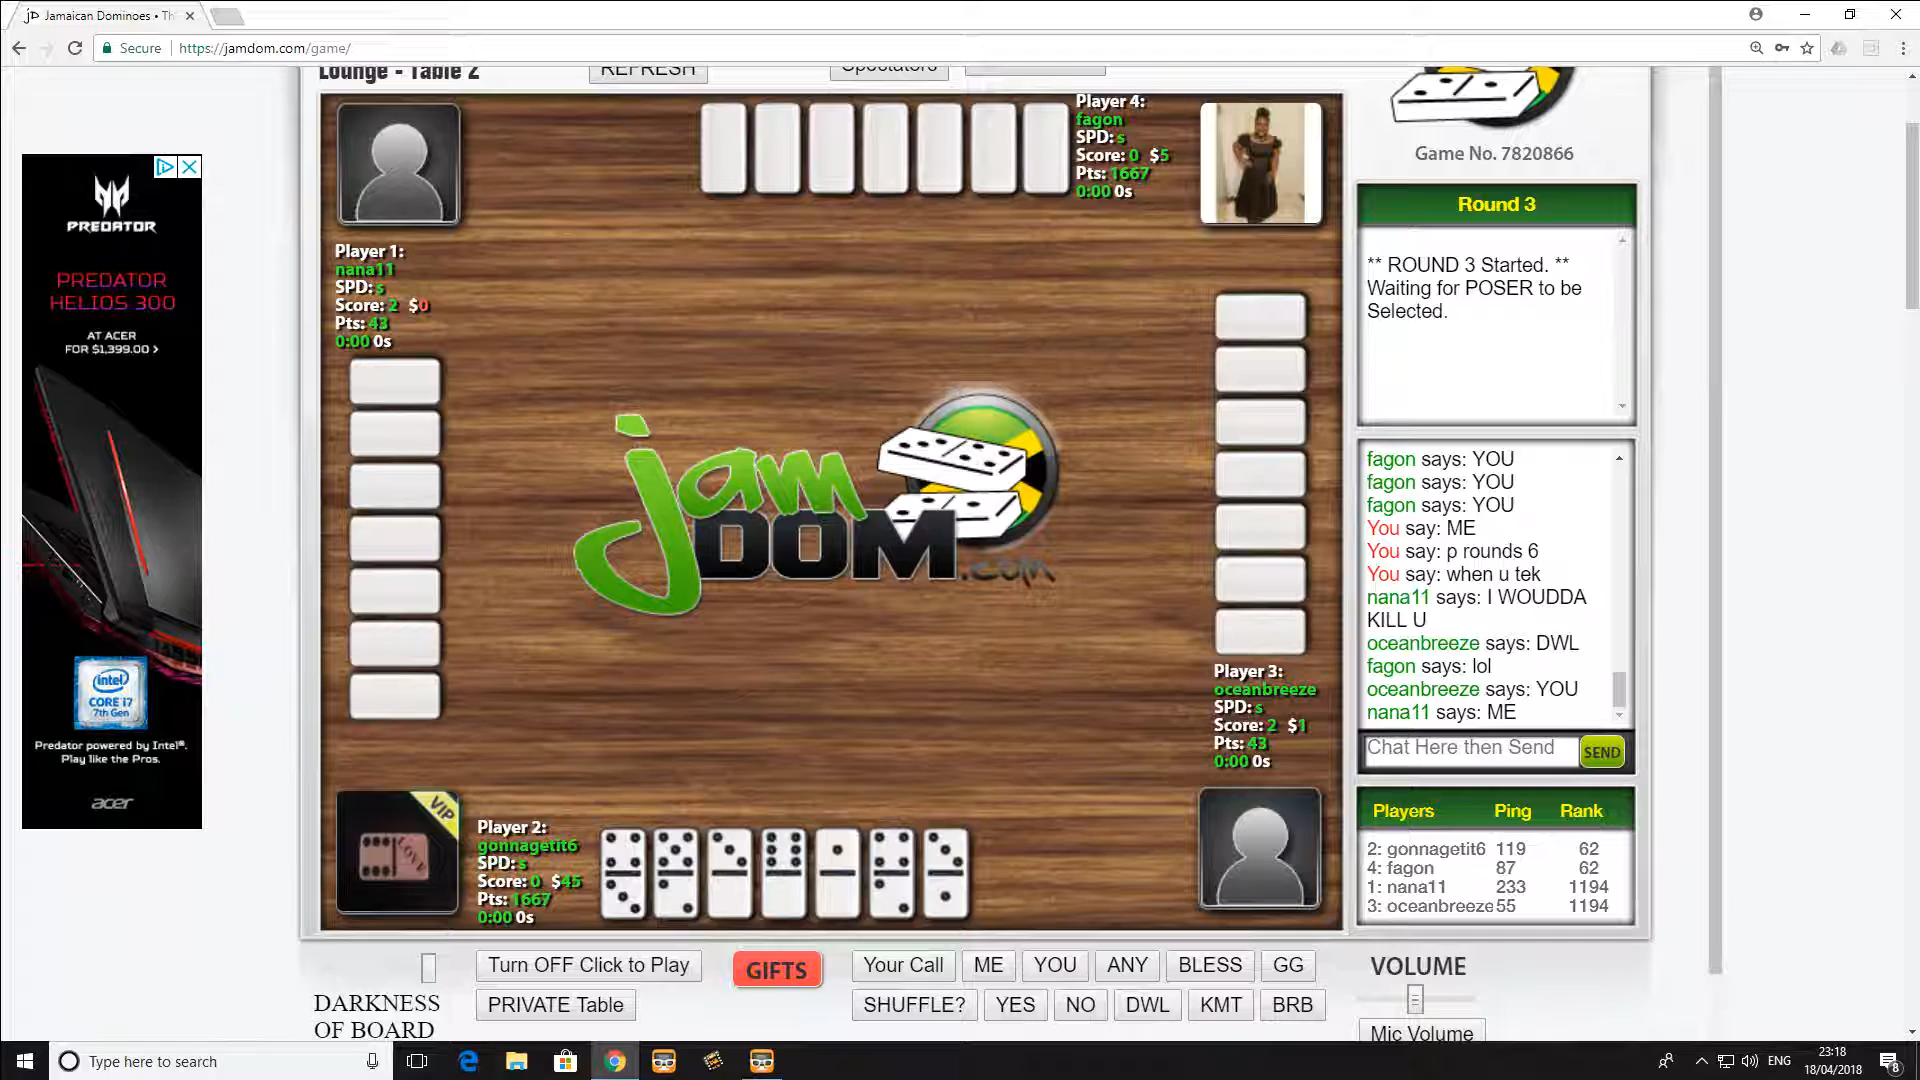 Jamaican Dominoes • Th
Secure
https://jamdom.com/game/
Lounge - Table 2
REFRESH
Spectators
PREDATOR
PREDATOR
HELIOS 300
AT ACER
FOR $1,399.00 >
intel
CORE i7
7th Gen
Predator powered by Intel®.
Play like the Pros.
acer
Player 4:
fagon
SPD: s
Score: 0 $5
Pts: 1667
0:00 0s
Player 1:
nana11
SPD: s
Score: 2 $0
Pts: 43
0:00 0s
jam
DOM.com
Player 3:
oceanbreeze
SPD: s
Score: 2 $1
Pts: 43
0:00 0s
VIP
LOVE
Player 2:
gonnagetit6
SPD: s
Score: 0 $45
Pts: 1667
0:00 0s
Game No. 7820866
Round 3
** ROUND 3 Started. **
Waiting for POSER to be
Selected.
fagon says: YOU
fagon says: YOU
fagon says: YOU
You say: ME
You say: p rounds 6
You say: when u tek
nana11 says: I WOUDDA
KILL U
oceanbreeze says: DWL
fagon says: lol
oceanbreeze says: YOU
nana11 says: ME
Chat Here then Send
SEND
Players Ping Rank
2: gonnagetit6 119 62
4: fagon 87 62
1: nana11 233 1194
3: oceanbreeze 55 1194
DARKNESS
OF BOARD
Turn OFF Click to Play
PRIVATE Table
GIFTS
Your Call ME YOU ANY BLESS GG
SHUFFLE? YES NO DWL KMT BRB
VOLUME
Mic Volume
Type here to search
ENG
23:18
18/04/2018
8